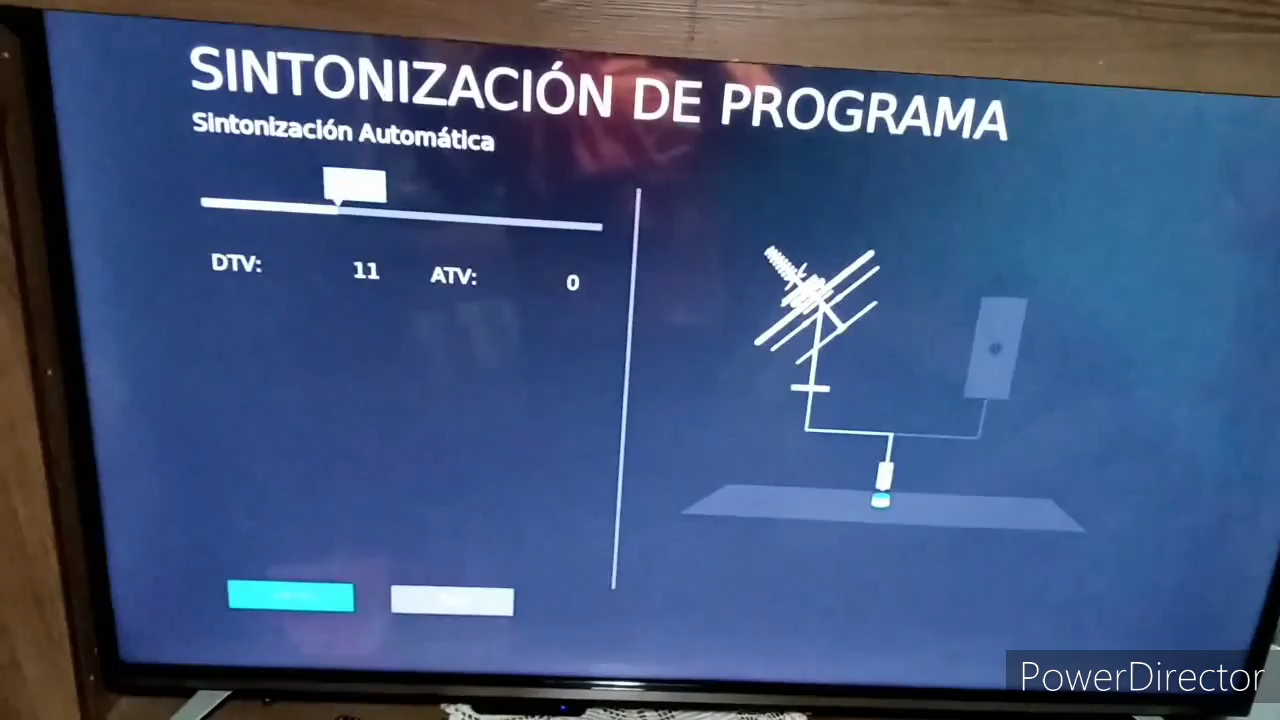 SINTONIZACIÓN DE PROGRAMA
Sintonización Automática
DTV: 11 ATV: 0
PowerDirector